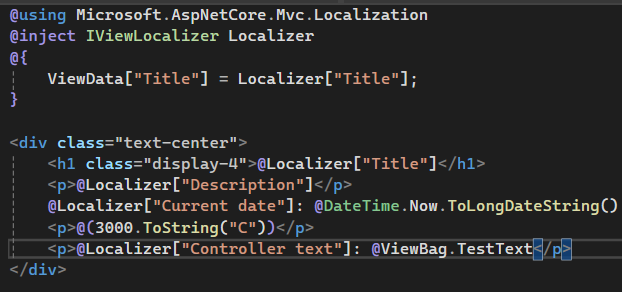 @using Microsoft.AspNetCore.Mvc.Localization
@inject IViewLocalizer Localizer
@{
    ViewData["Title"] = Localizer["Title"];
}

<div class="text-center">
    <h1 class="display-4">@Localizer["Title"]</h1>
    <p>@Localizer["Description"]</p>
    @Localizer["Current date"]: @DateTime.Now.ToLongDateString()
    <p>@(3000.ToString("C"))</p>
    <p>@Localizer["Controller text"]: @ViewBag.TestText</p>
</div>